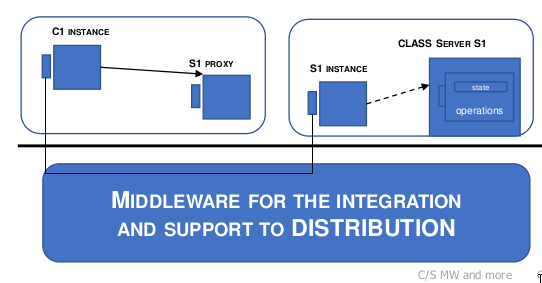 C1 INSTANCE
S1 PROXY
CLASS SERVER S1
S1 INSTANCE
state
operations
MIDDLEWARE FOR THE INTEGRATION
AND SUPPORT TO DISTRIBUTION
C/S MW and more